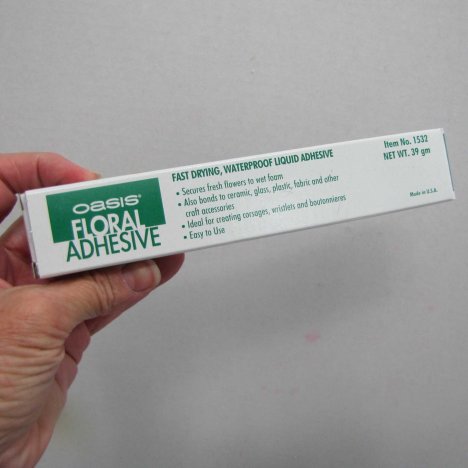 OASIS®
FLORAL
ADHESIVE
FAST DRYING, WATERPROOF LIQUID ADHESIVE
• Secures fresh flowers to wet foam
• Also bonds to ceramic, glass, plastic, fabric and other
craft accessories
• Ideal for creating corsages, wristlets and boutonnieres
• Easy to Use
Item No. 1532
NET WT. 39 gm
Made in U.S.A.